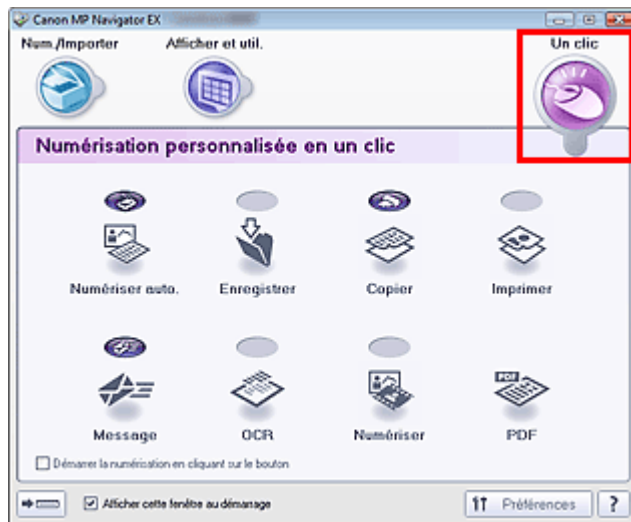 Canon MP Navigator EX
Num./Importer
Afficher et util.
Un clic
Numérisation personnalisée en un clic
Numériser auto.
Enregistrer
Copier
Imprimer
Message
OCR
Numériser
PDF
PDF
Démarrer la numérisation en cliquant sur le bouton
Afficher cette fenêtre au démarrage
Préférences
?